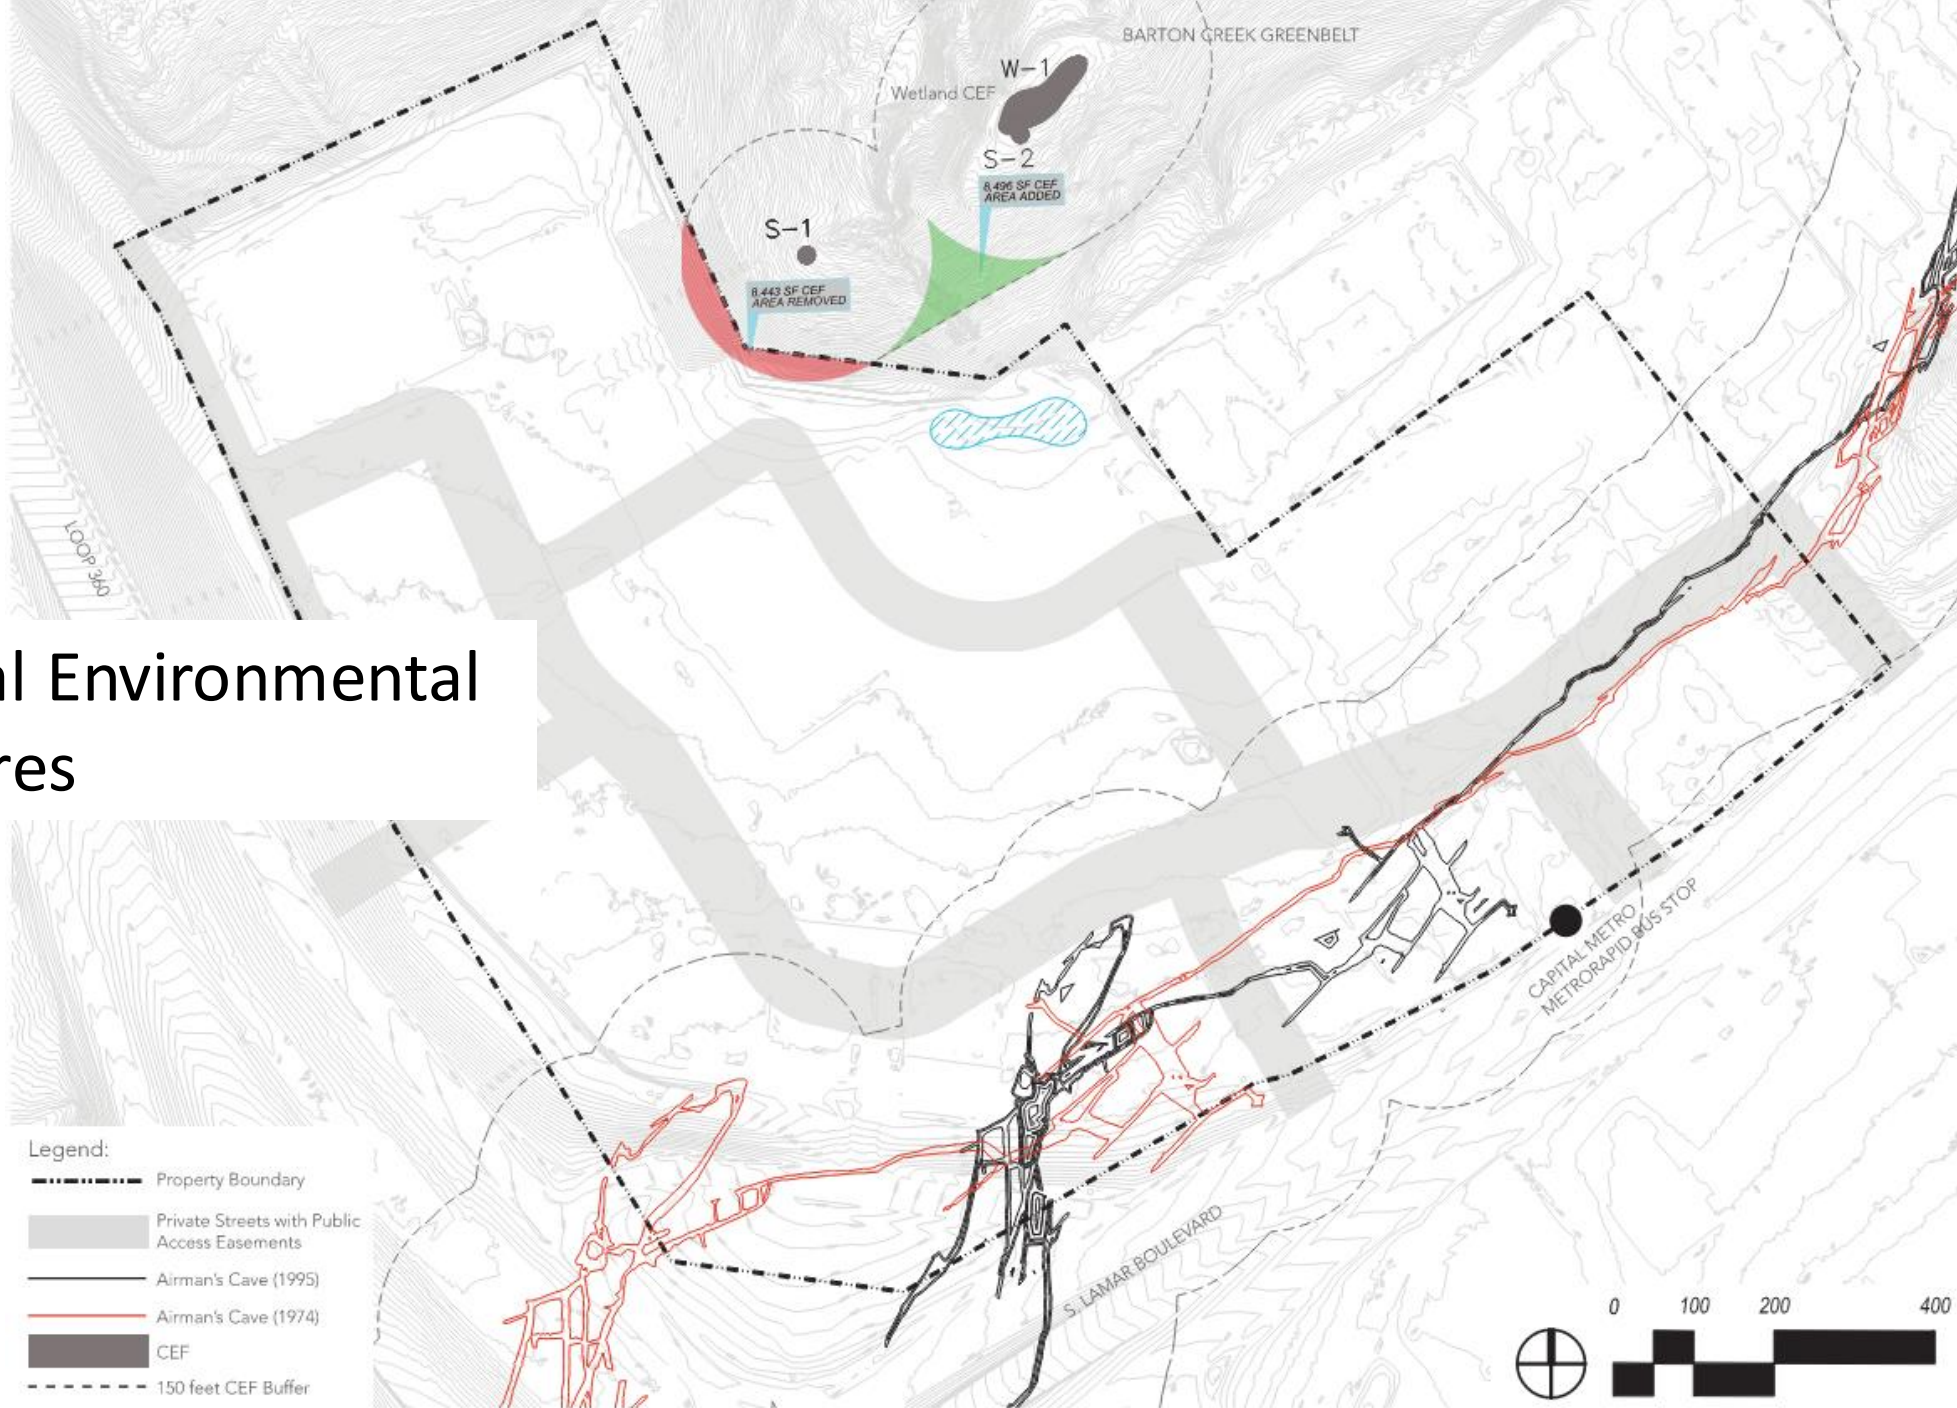 BARTON CREEK GREENBELT
W-1
Wetland CEF
S-2
8,496 SF CEF
AREA ADDED
S-1
8,443 SF CEF
AREA REMOVED
LOOP 360
al Environmental
res
CAPITAL METRO
METRORAPID BUS STOP
S. LAMAR BOULEVARD
Legend:
Property Boundary
Private Streets with Public
Access Easements
Airman's Cave (1995)
Airman's Cave (1974)
CEF
150 feet CEF Buffer
0 100 200 400